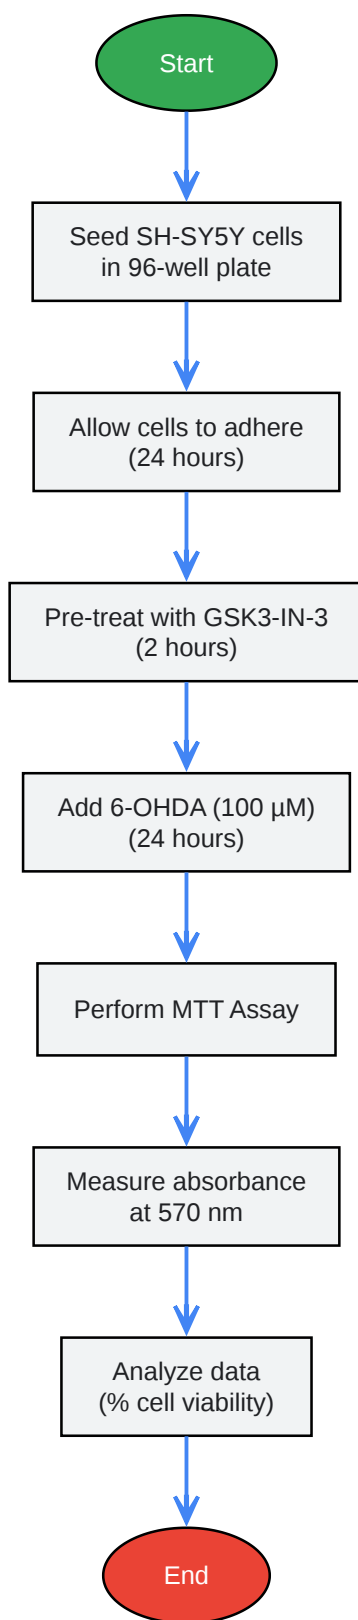 Start
Seed SH-SY5Y cells
in 96-well plate
Allow cells to adhere
(24 hours)
Pre-treat with GSK3-IN-3
(2 hours)
Add 6-OHDA (100 µM)
(24 hours)
Perform MTT Assay
Measure absorbance
at 570 nm
Analyze data
(% cell viability)
End